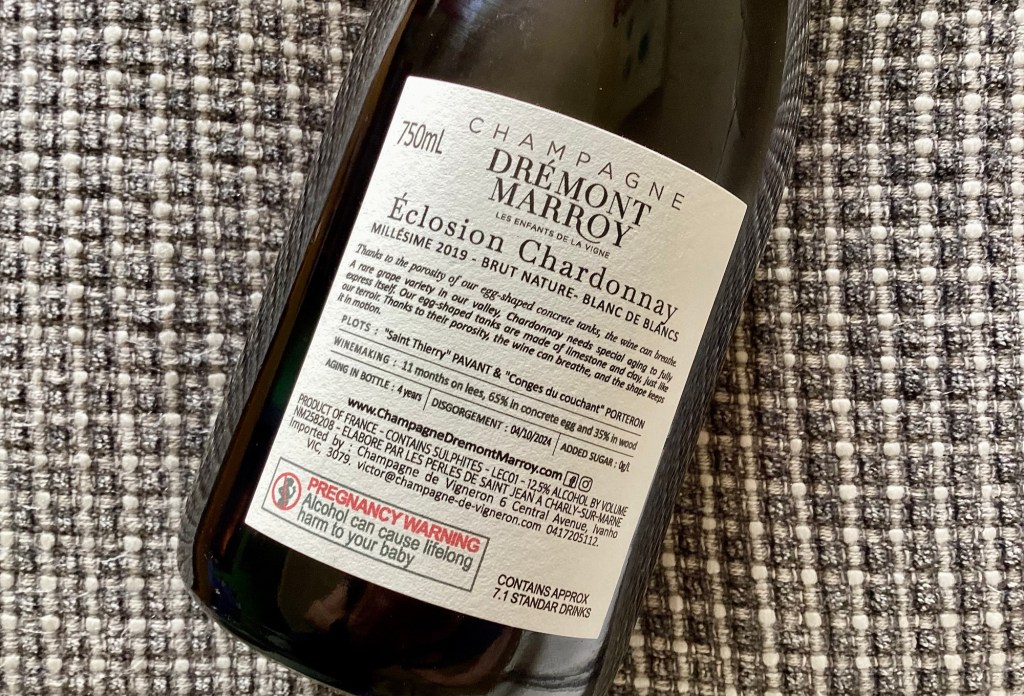 750mL
CHAMPAGNE
DRÉMONT
MARROY
LES ENFANTS DE LA VIGNE
Éclosion Chardonnay
MILLÉSIME 2019 - BRUT NATURE- BLANC DE BLANCS
Thanks to the porosity of our egg-shaped concrete tanks, the wine can breathe.
A rare grape variety in our valley, Chardonnay needs special aging to fully
express itself. Our egg-shaped tanks are made of limestone and clay, just like
our terroir. Thanks to their porosity, the wine can breathe, and the shape keeps
it in motion.
PLOTS : "Saint Thierry" PAVANT & "Conges du couchant" PORTERON
WINEMAKING : 11 months on lees, 65% in concrete egg and 35% in wood
AGING IN BOTTLE : 4 years DISGORGEMENT : 04/10/2024 ADDED SUGAR : 0g/l
www.ChampagneDremontMarroy.com
PRODUCT OF FRANCE - CONTAINS SULPHITES - LEC01 - 12,5% ALCOHOL BY VOLUME
NM258208 - ELABORE PAR LES PERLES DE SAINT JEAN A CHARLY-SUR-MARNE
Imported by : Champagne de Vigneron 6 Central Avenue, Ivanho
VIC, 3079. victor@champagne-de-vigneron.com 0417205112.
PREGNANCY WARNING
Alcohol can cause lifelong
harm to your baby
CONTAINS APPROX
7.1 STANDAR DRINKS